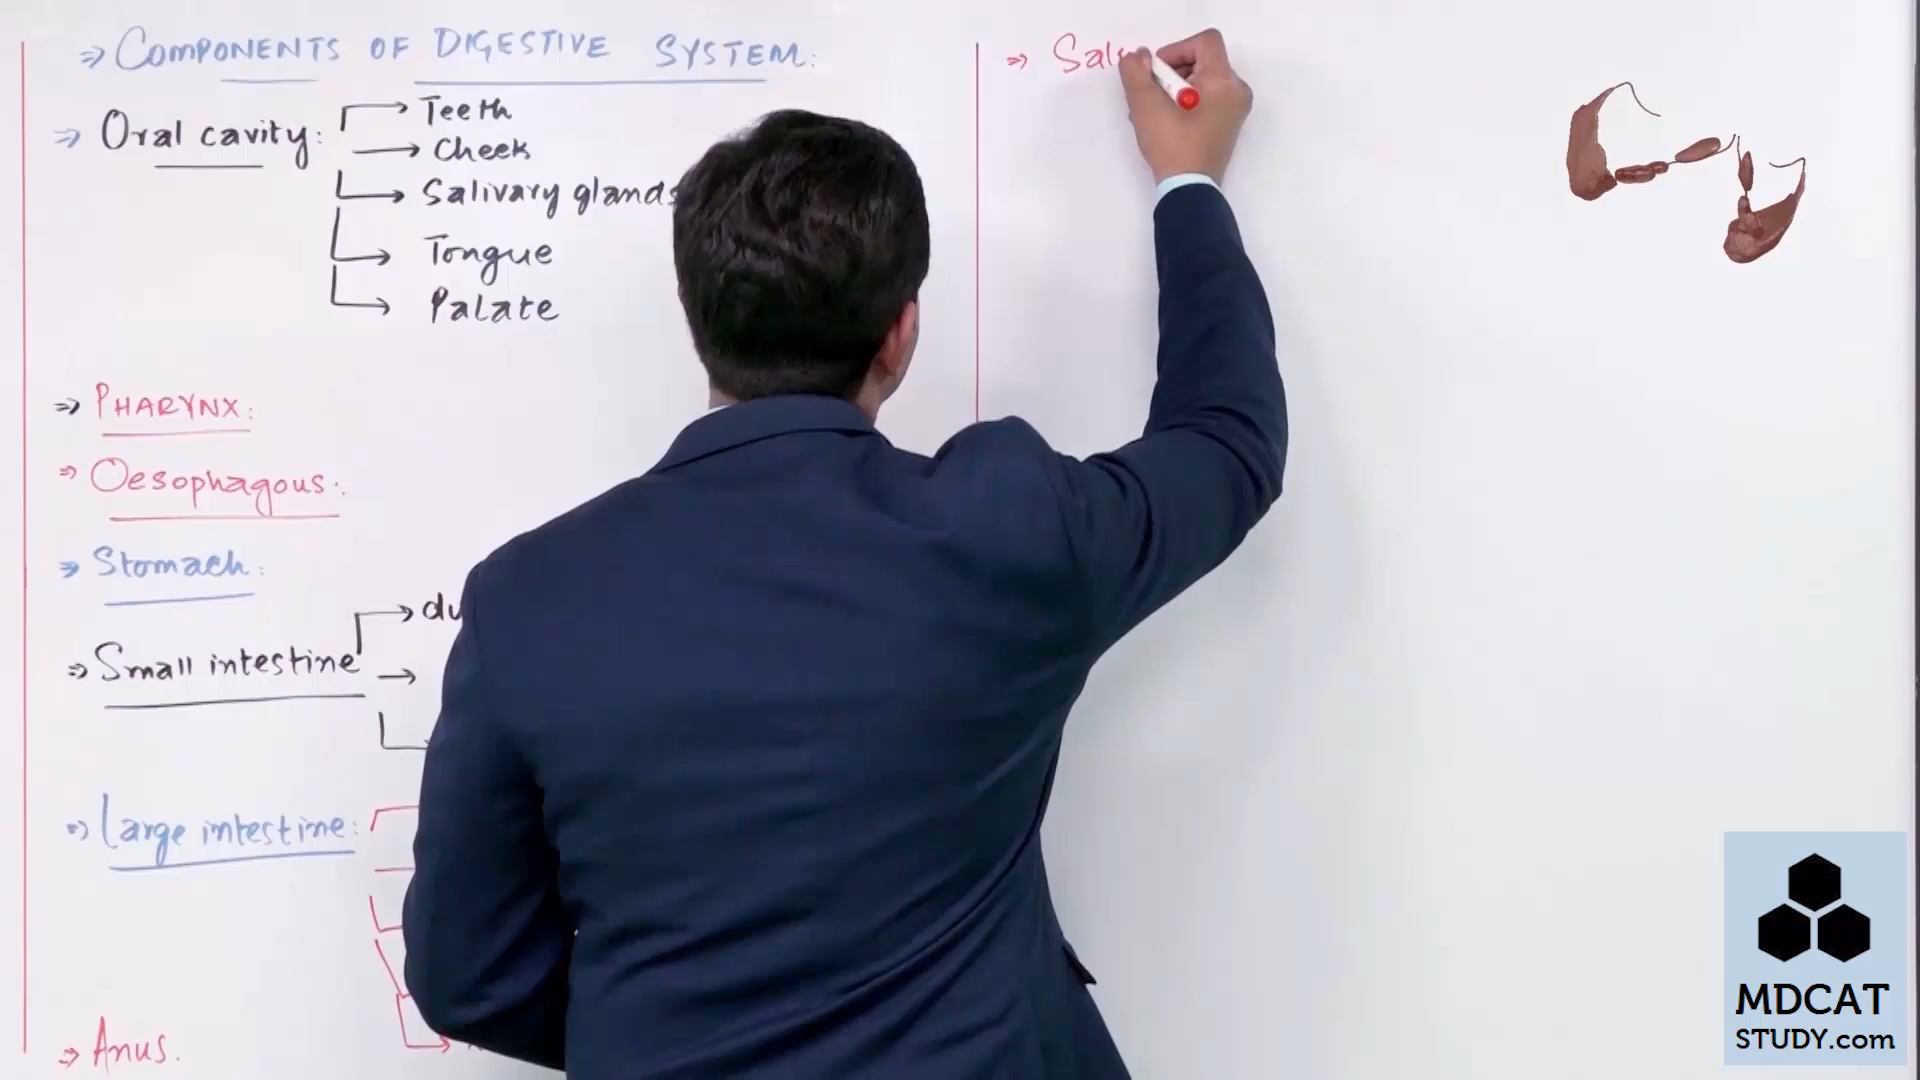 ⇒ COMPONENTS OF DIGESTIVE SYSTEM:
⇒ Oral cavity:
→ Teeth
→ Cheek
→ Salivary glands
→ Tongue
→ Palate
⇒ PHARYNX:
⇒ Oesophagous:
⇒ Stomach:
⇒ Small intestine
→ du
⇒ Large intestine:
⇒ Anus.
⇒ Sal
MDCAT
STUDY.com